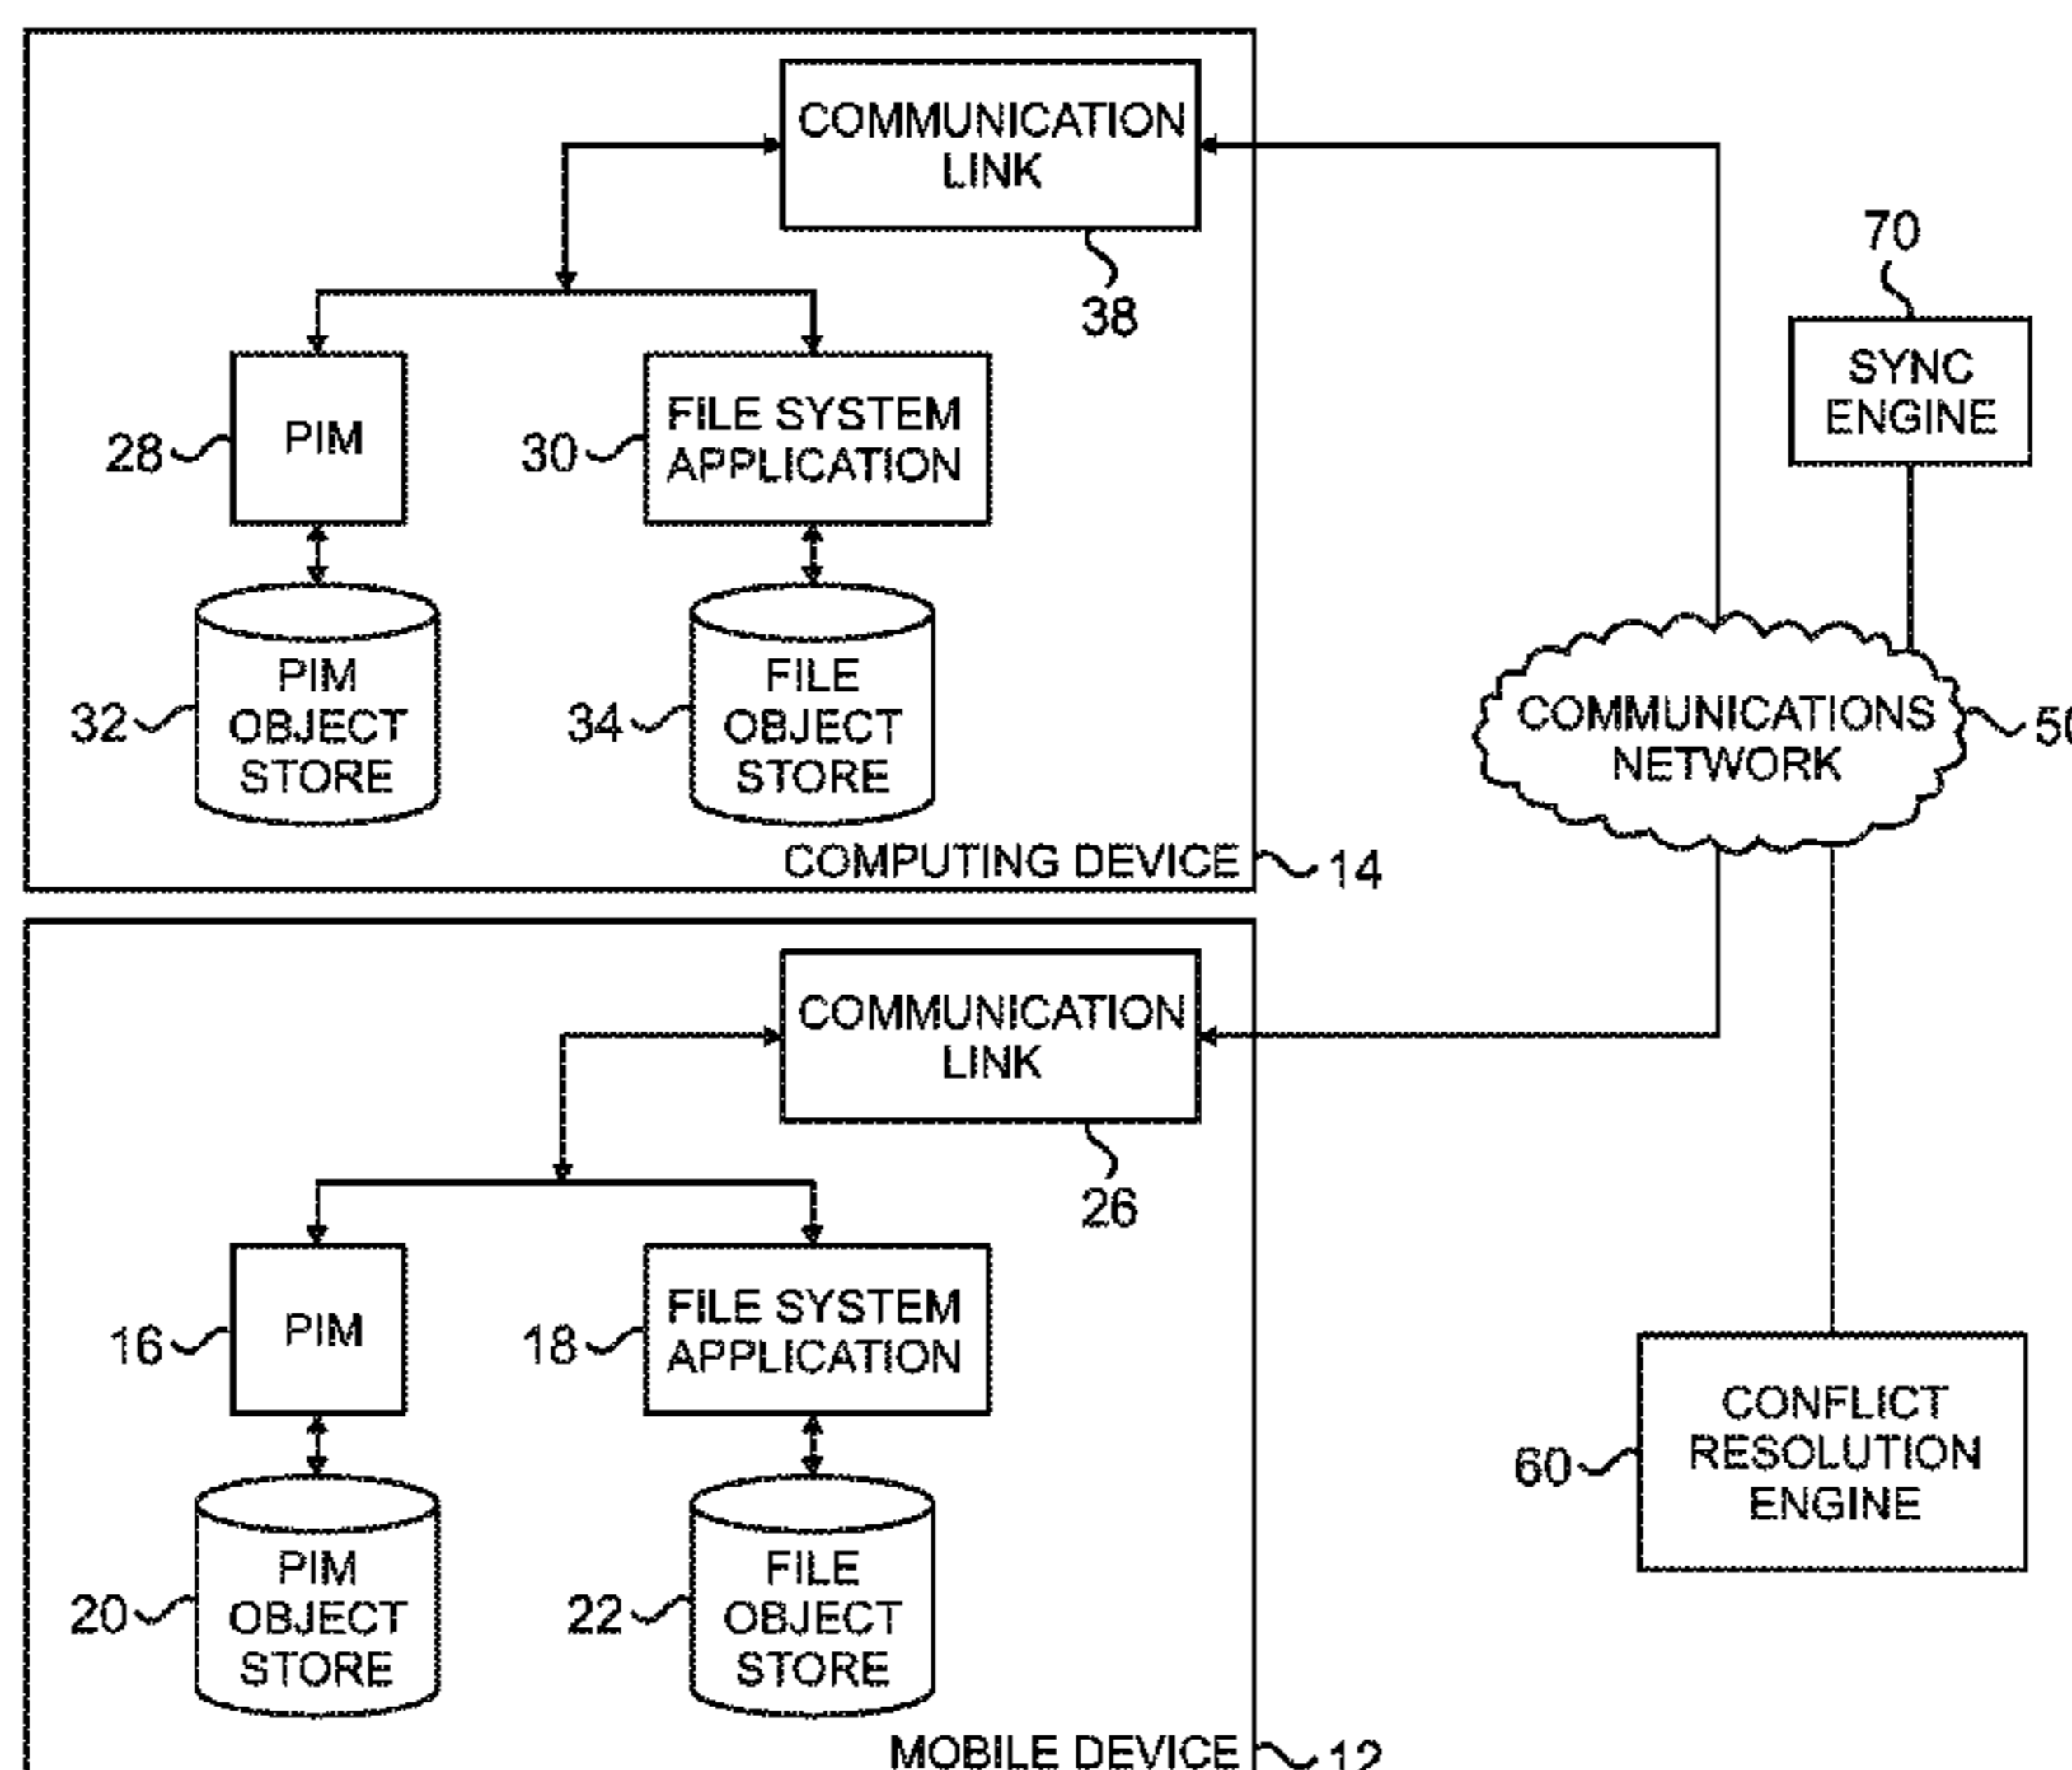 COMMUNICATION
LINK
38
70
SYNC
ENGINE
28
PIM
30
FILE SYSTEM
APPLICATION
32
PIM
OBJECT
STORE
34
FILE
OBJECT
STORE
COMMUNICATIONS
NETWORK
COMPUTING DEVICE
14
COMMUNICATION
LINK
26
16
PIM
18
FILE SYSTEM
APPLICATION
60
CONFLICT
RESOLUTION
ENGINE
20
PIM
OBJECT
STORE
22
FILE
OBJECT
STORE
MOBILE DEVICE
12